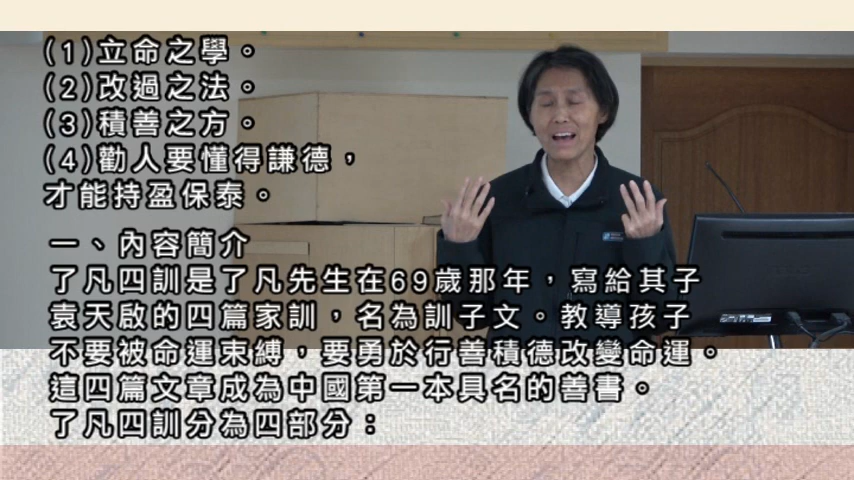 (1)立命之學。
(2)改過之法。
(3)積善之方。
(4)勸人要懂得謙德，
才能持盈保泰。
一、內容簡介
了凡四訓是了凡先生在69歲那年，寫給其子
袁天啟的四篇家訓，名為訓子文。教導孩子
不要被命運束縛，要勇於行善積德改變命運。
這四篇文章成為中國第一本具名的善書。
了凡四訓分為四部分：